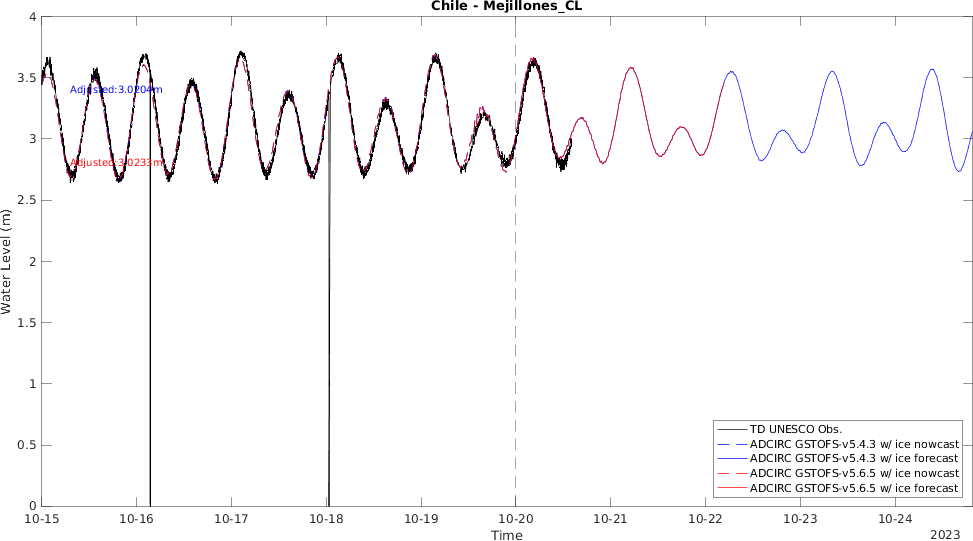 Chile - Mejillones_CL
4
3.5
3
2.5
2
1.5
1
0.5
0
Water Level (m)
Adjusted:3.0204m
Adjusted:3.0233m
TD UNESCO Obs.
ADCIRC GSTOFS-v5.4.3 w/ ice nowcast
ADCIRC GSTOFS-v5.4.3 w/ ice forecast
ADCIRC GSTOFS-v5.6.5 w/ ice nowcast
ADCIRC GSTOFS-v5.6.5 w/ ice forecast
10-15 10-16 10-17 10-18 10-19 10-20 10-21 10-22 10-23 10-24
Time
2023